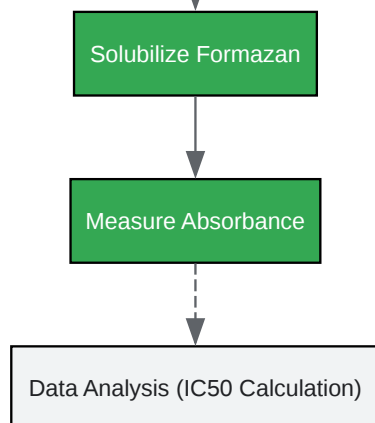 Solubilize Formazan
Measure Absorbance
Data Analysis (IC50 Calculation)